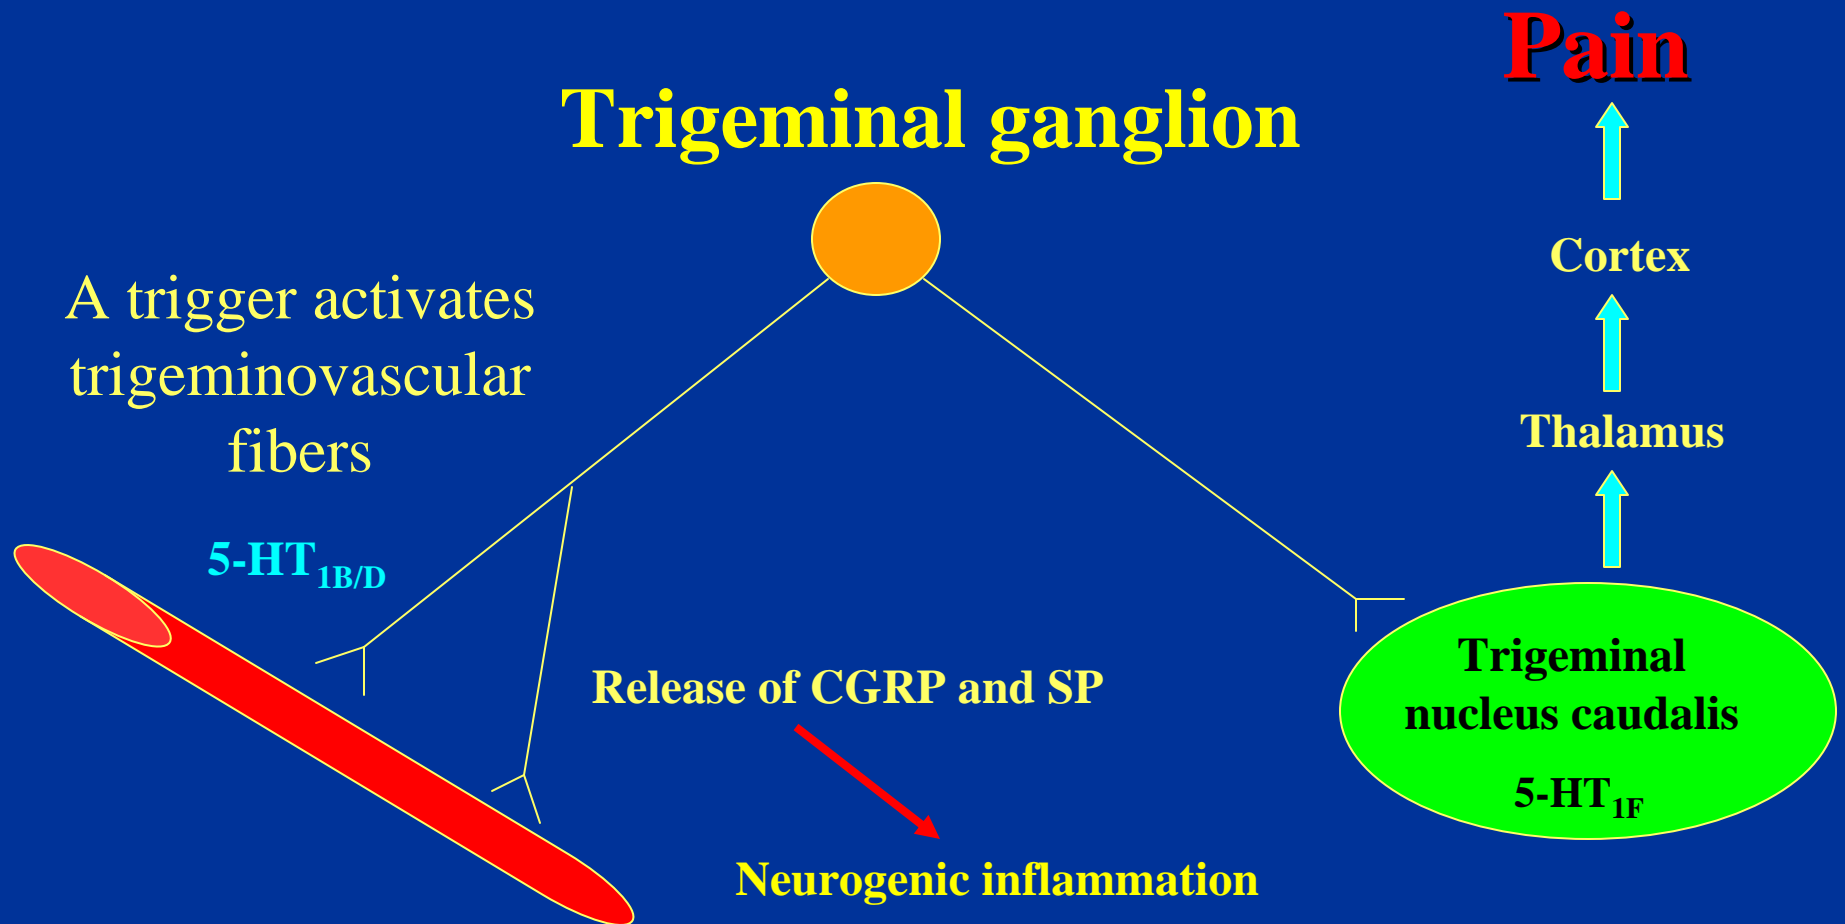 Pain
Trigeminal ganglion
Cortex
A trigger activates
trigeminovascular
fibers
Thalamus
5-HT1B/D
Release of CGRP and SP
Trigeminal
nucleus caudalis
5-HT1F
Neurogenic inflammation